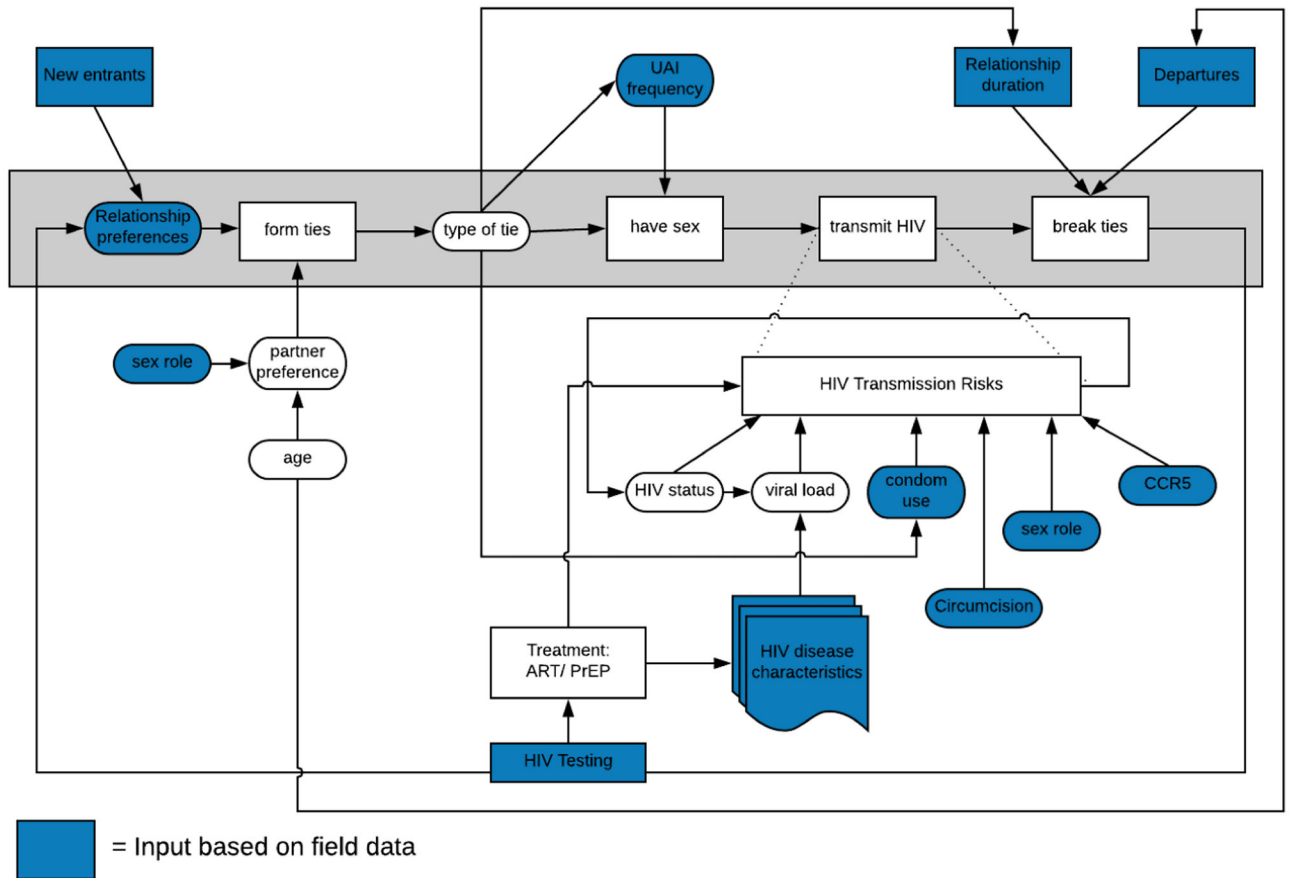 New entrants
UAI
frequency
Relationship
duration
Departures
Relationship
preferences
form ties
type of tie
have sex
transmit HIV
break ties
sex role
partner
preference
HIV Transmission Risks
age
HIV status
viral load
condom
use
CCR5
sex role
Circumcision
Treatment:
ART/ PrEP
HIV disease
characteristics
HIV Testing
= Input based on field data